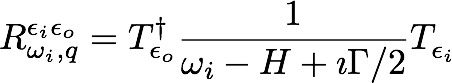 $R^{\epsilon_i \epsilon_o}_{\omega_i, q} = T^{\dagger}_{\epsilon_o} \frac{1}{\omega_i - H + \imath\Gamma/2} T_{\epsilon_i}$